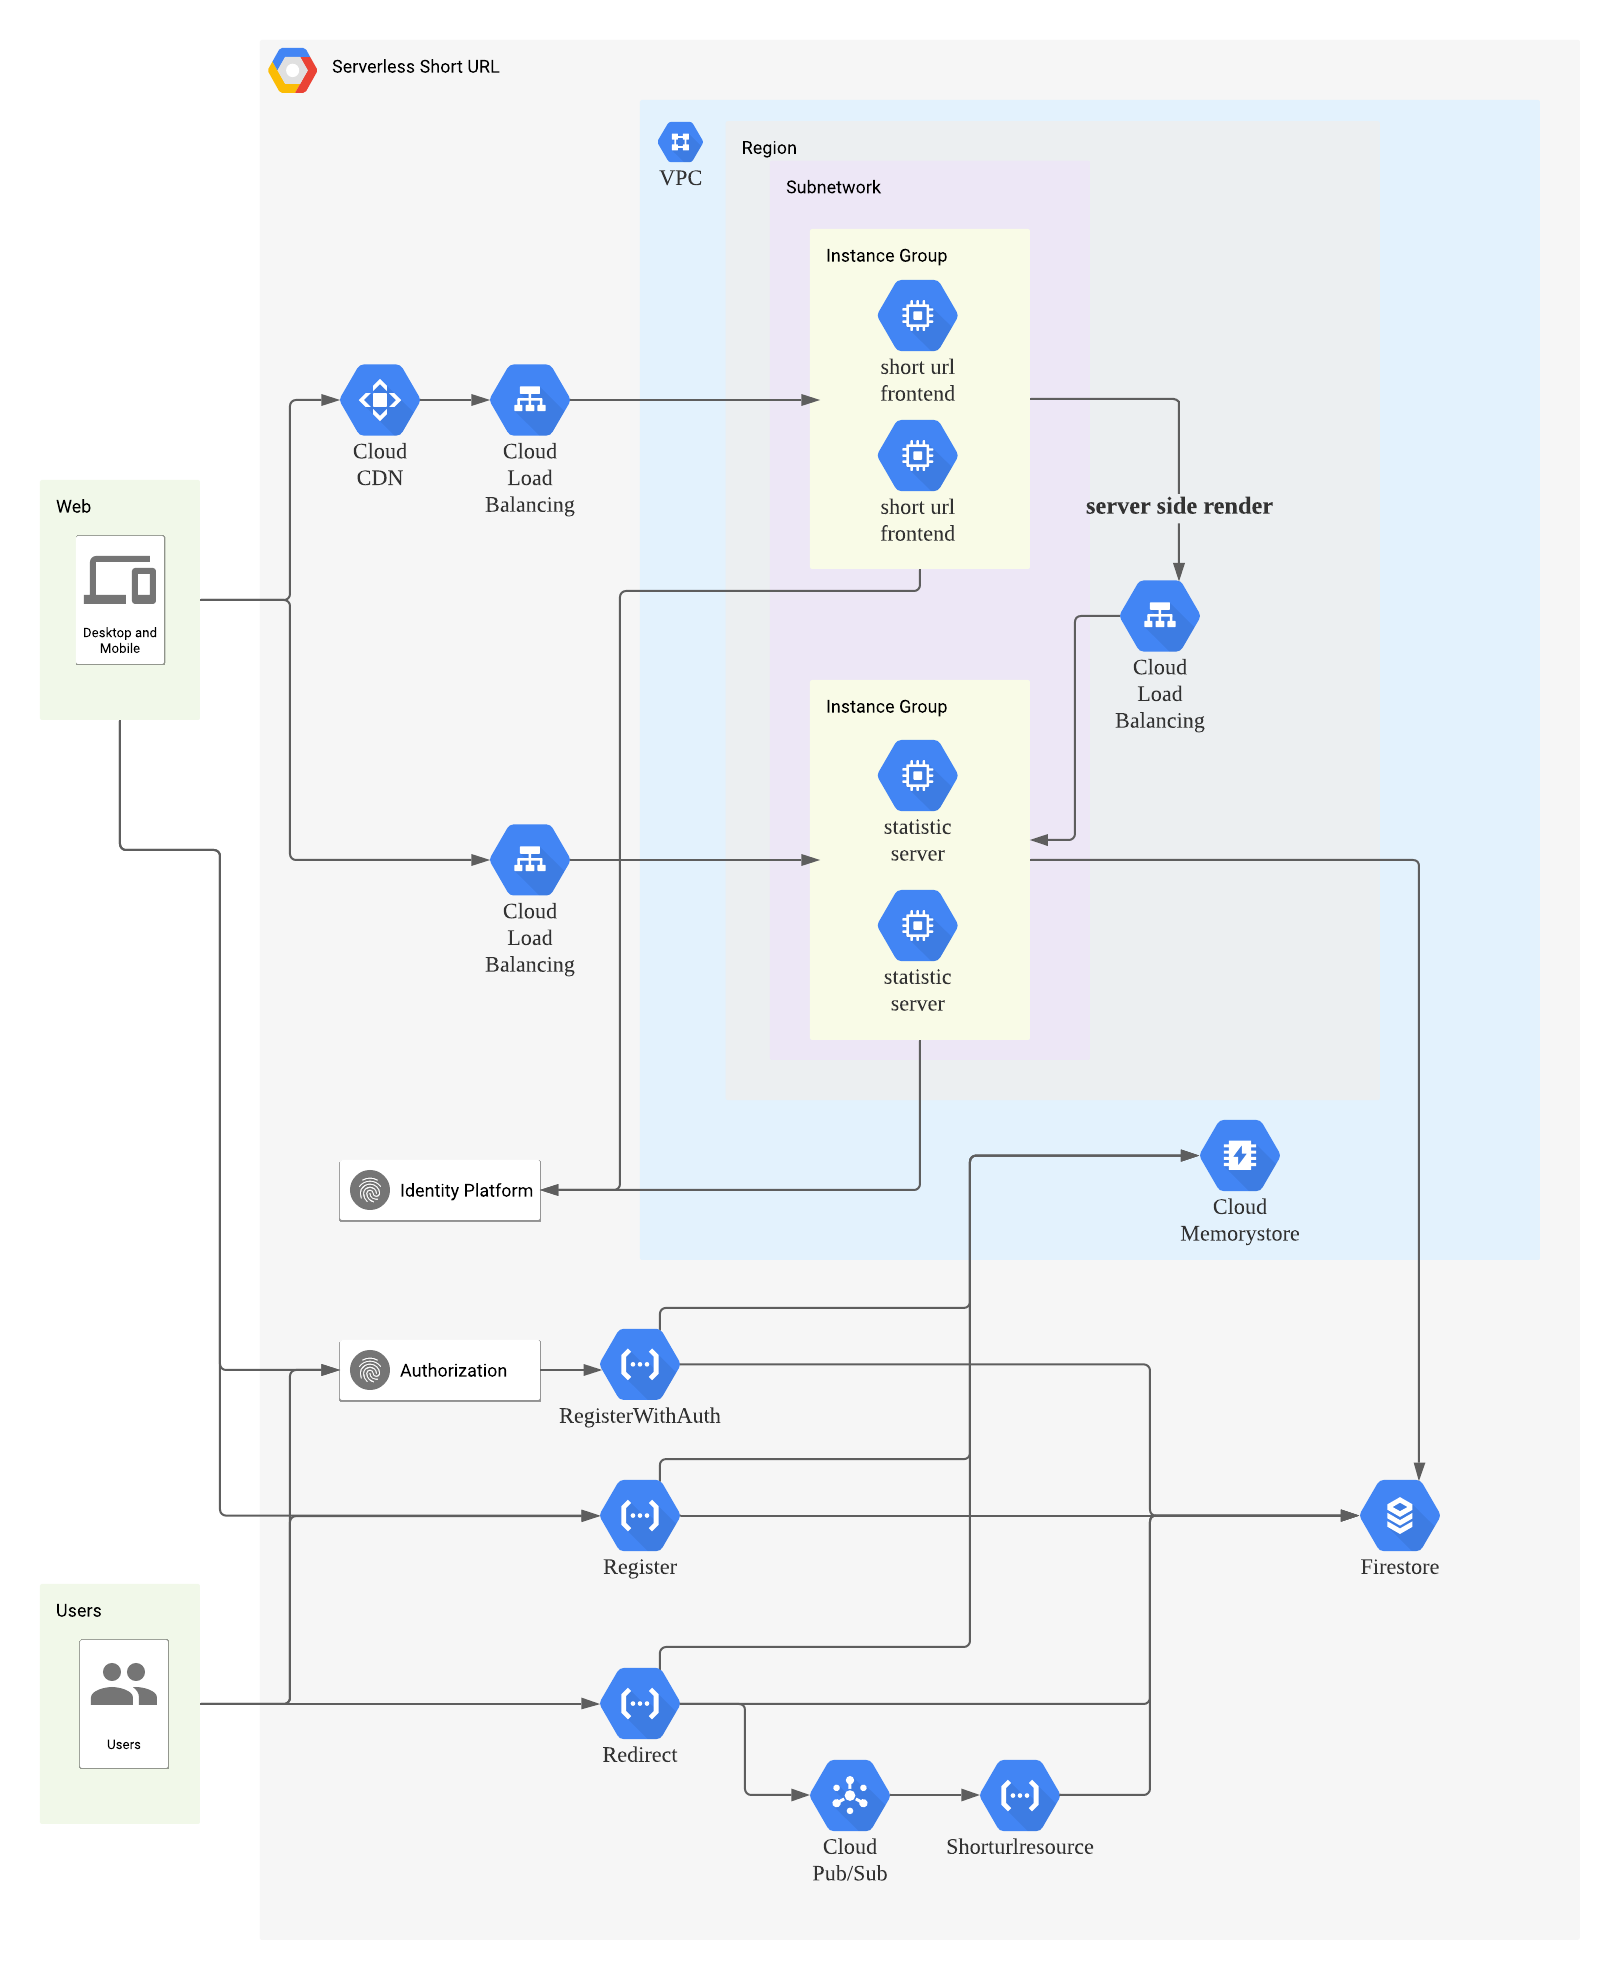 Serverless Short URL
VPC
Region
Subnetwork
Instance Group
short url
frontend
short url
frontend
Cloud
CDN
Cloud
Load
Balancing
server side render
Web
Desktop and
Mobile
Cloud
Load
Balancing
Instance Group
statistic
server
statistic
server
Cloud
Load
Balancing
Identity Platform
Cloud
Memorystore
Authorization
RegisterWithAuth
Register
Firestore
Users
Users
Redirect
Cloud
Pub/Sub
Shorturlresource